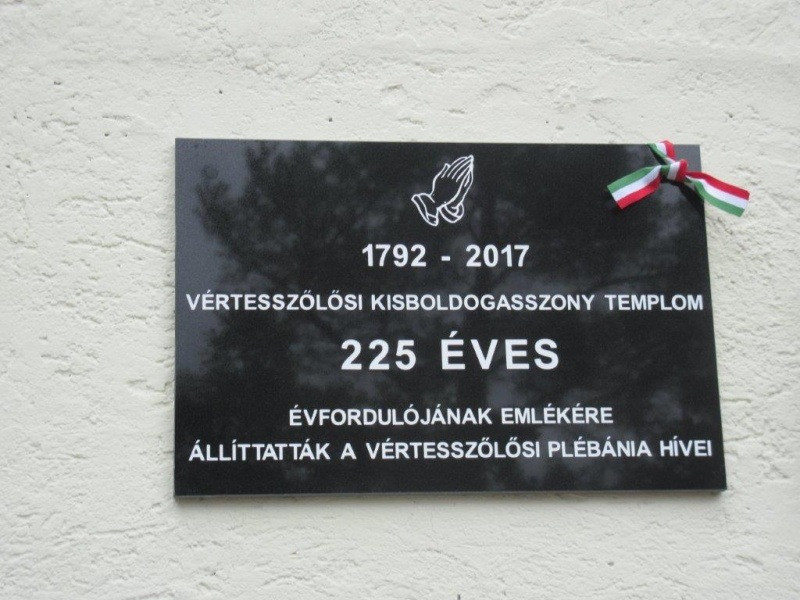 1792 - 2017
VÉRTESSZŐLŐSI KISBOLDOGASSZONY TEMPLOM
225 ÉVES
ÉVFORDULÓJÁNAK EMLÉKÉRE
ÁLLÍTTATTÁK A VÉRTESSZŐLŐSI PLÉBÁNIA HÍVEI